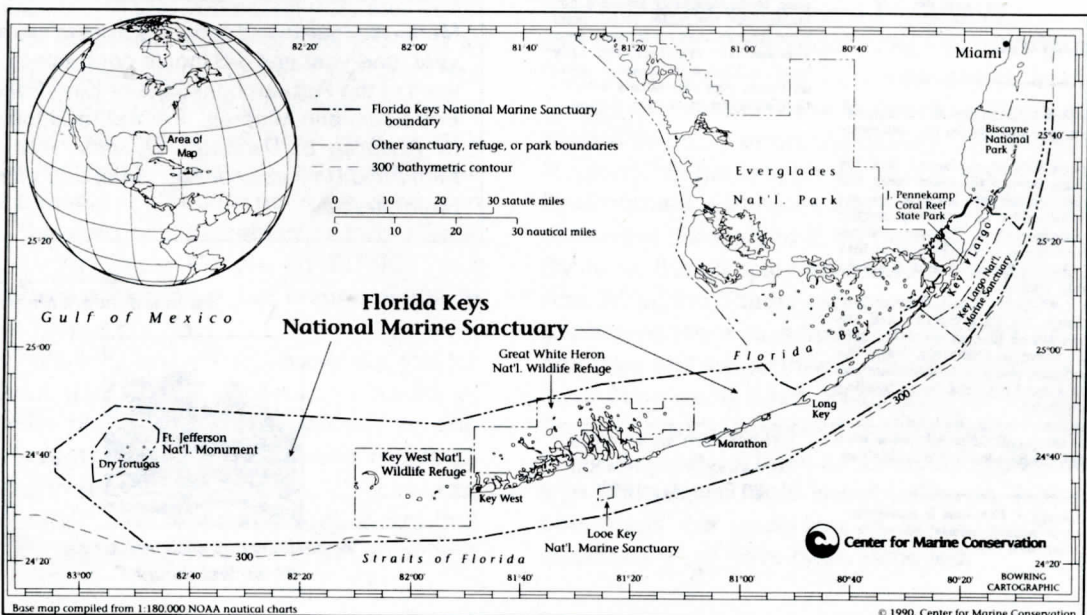 82°20'
82°00'
81°40'
81°20'
81°00'
80°40'
Miami
Area of
Map
Florida Keys National Marine Sanctuary
boundary
Other sanctuary, refuge, or park boundaries
300' bathymetric contour
0 10 20 30 statute miles
0 10 20 30 nautical miles
25°20'
Gulf of Mexico
25°00'
24°40'
24°20'
Florida Keys
National Marine Sanctuary
Biscayne
National
Park
25°40'
Everglades
Nat'l. Park
J. Pennekamp
Coral Reef
State Park
25°20'
Key Largo
Key Largo Nat'l.
Marine Sanctuary
Florida Bay
25°00'
300'
Great White Heron
Nat'l. Wildlife Refuge
Long
Key
Marathon
Ft. Jefferson
Nat'l. Monument
Dry Tortugas
Key West Nat'l.
Wildlife Refuge
Key West
24°40'
Looe Key
Nat'l. Marine Sanctuary
300'
Straits of Florida
Center for Marine Conservation
24°20'
83°00'
82°40'
82°20'
82°00'
81°40'
81°20'
81°00'
80°40'
80°20'
BOWRING
CARTOGRAPHIC
Base map compiled from 1:180.000 NOAA nautical charts
© 1990, Center for Marine Conservation